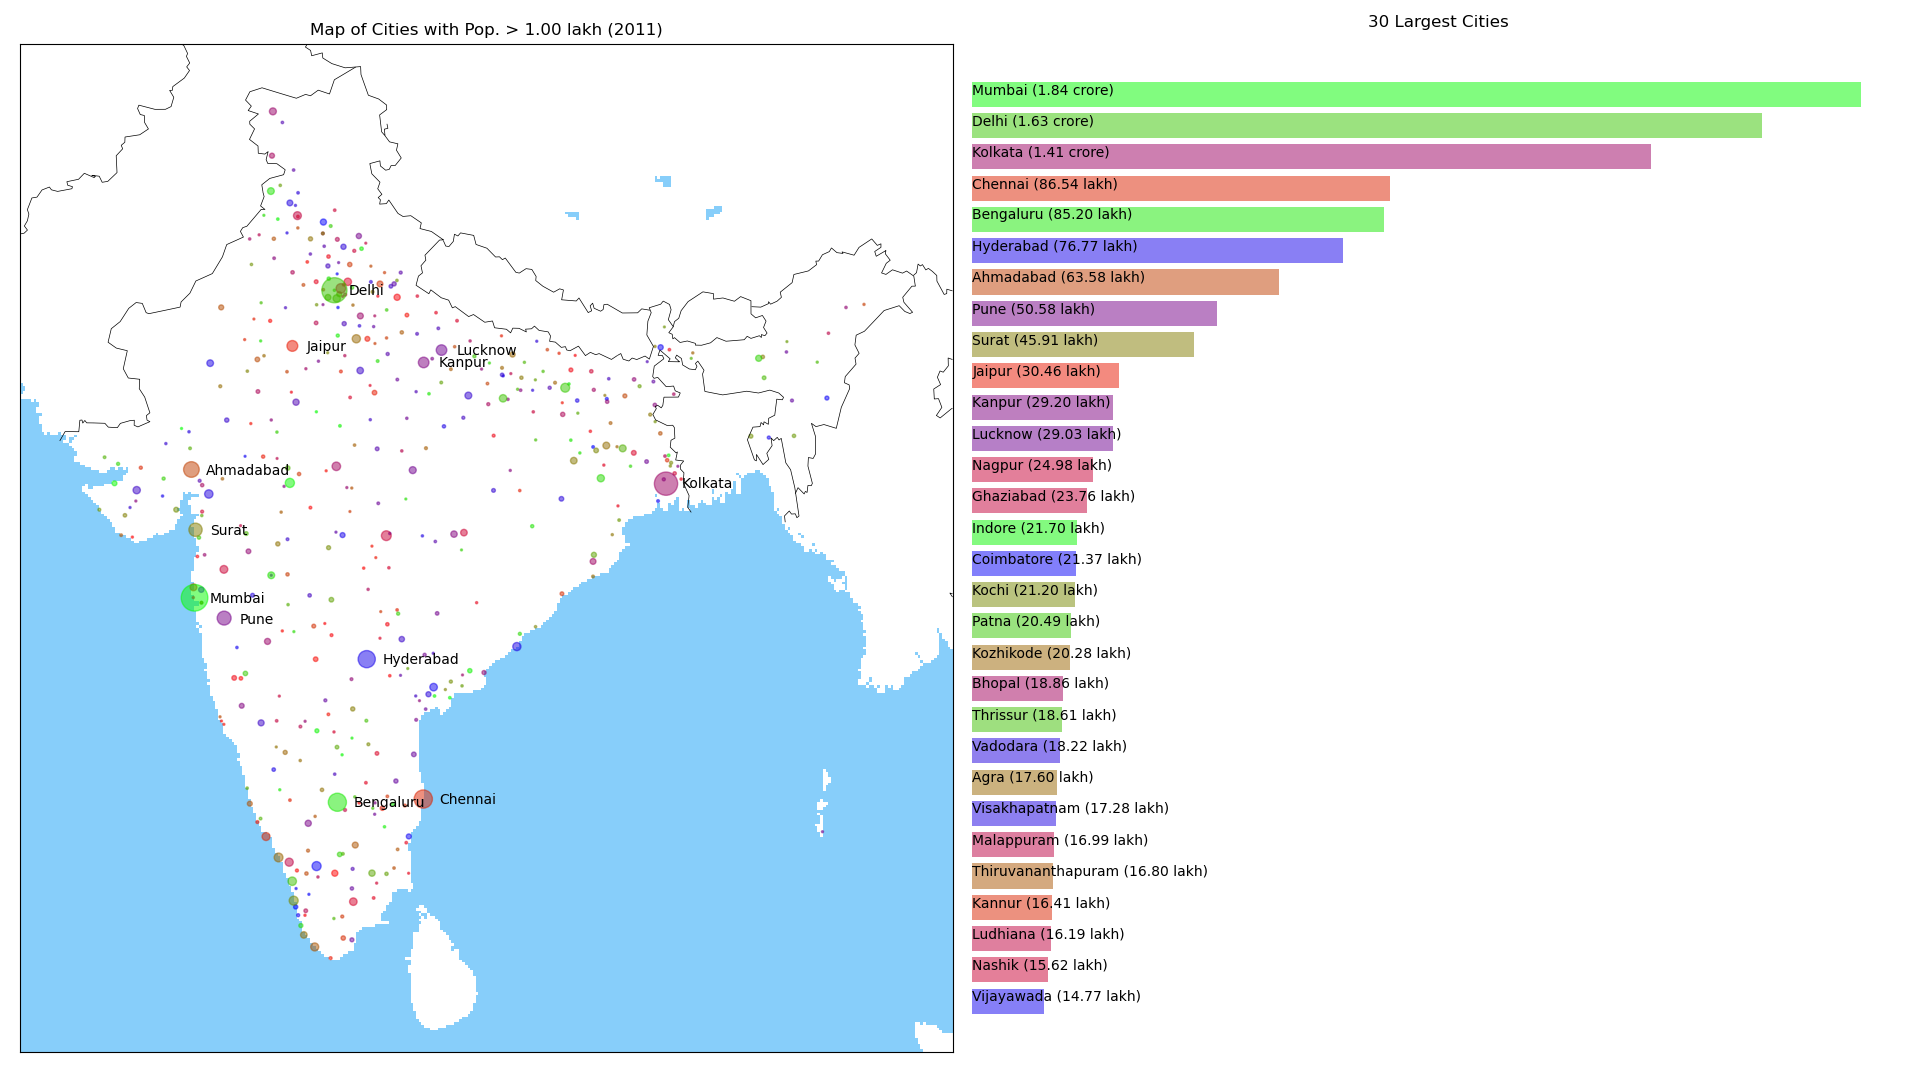 Map of Cities with Pop. > 1.00 lakh (2011)
Delhi
Jaipur
Lucknow
Kanpur
Ahmadabad
Kolkata
Surat
Mumbai
Pune
Hyderabad
Bengaluru
Chennai
30 Largest Cities
Mumbai (1.84 crore)
Delhi (1.63 crore)
Kolkata (1.41 crore)
Chennai (86.54 lakh)
Bengaluru (85.20 lakh)
Hyderabad (76.77 lakh)
Ahmadabad (63.58 lakh)
Pune (50.58 lakh)
Surat (45.91 lakh)
Jaipur (30.46 lakh)
Kanpur (29.20 lakh)
Lucknow (29.03 lakh)
Nagpur (24.98 lakh)
Ghaziabad (23.76 lakh)
Indore (21.70 lakh)
Coimbatore (21.37 lakh)
Kochi (21.20 lakh)
Patna (20.49 lakh)
Kozhikode (20.28 lakh)
Bhopal (18.86 lakh)
Thrissur (18.61 lakh)
Vadodara (18.22 lakh)
Agra (17.60 lakh)
Visakhapatnam (17.28 lakh)
Malappuram (16.99 lakh)
Thiruvananthapuram (16.80 lakh)
Kannur (16.41 lakh)
Ludhiana (16.19 lakh)
Nashik (15.62 lakh)
Vijayawada (14.77 lakh)